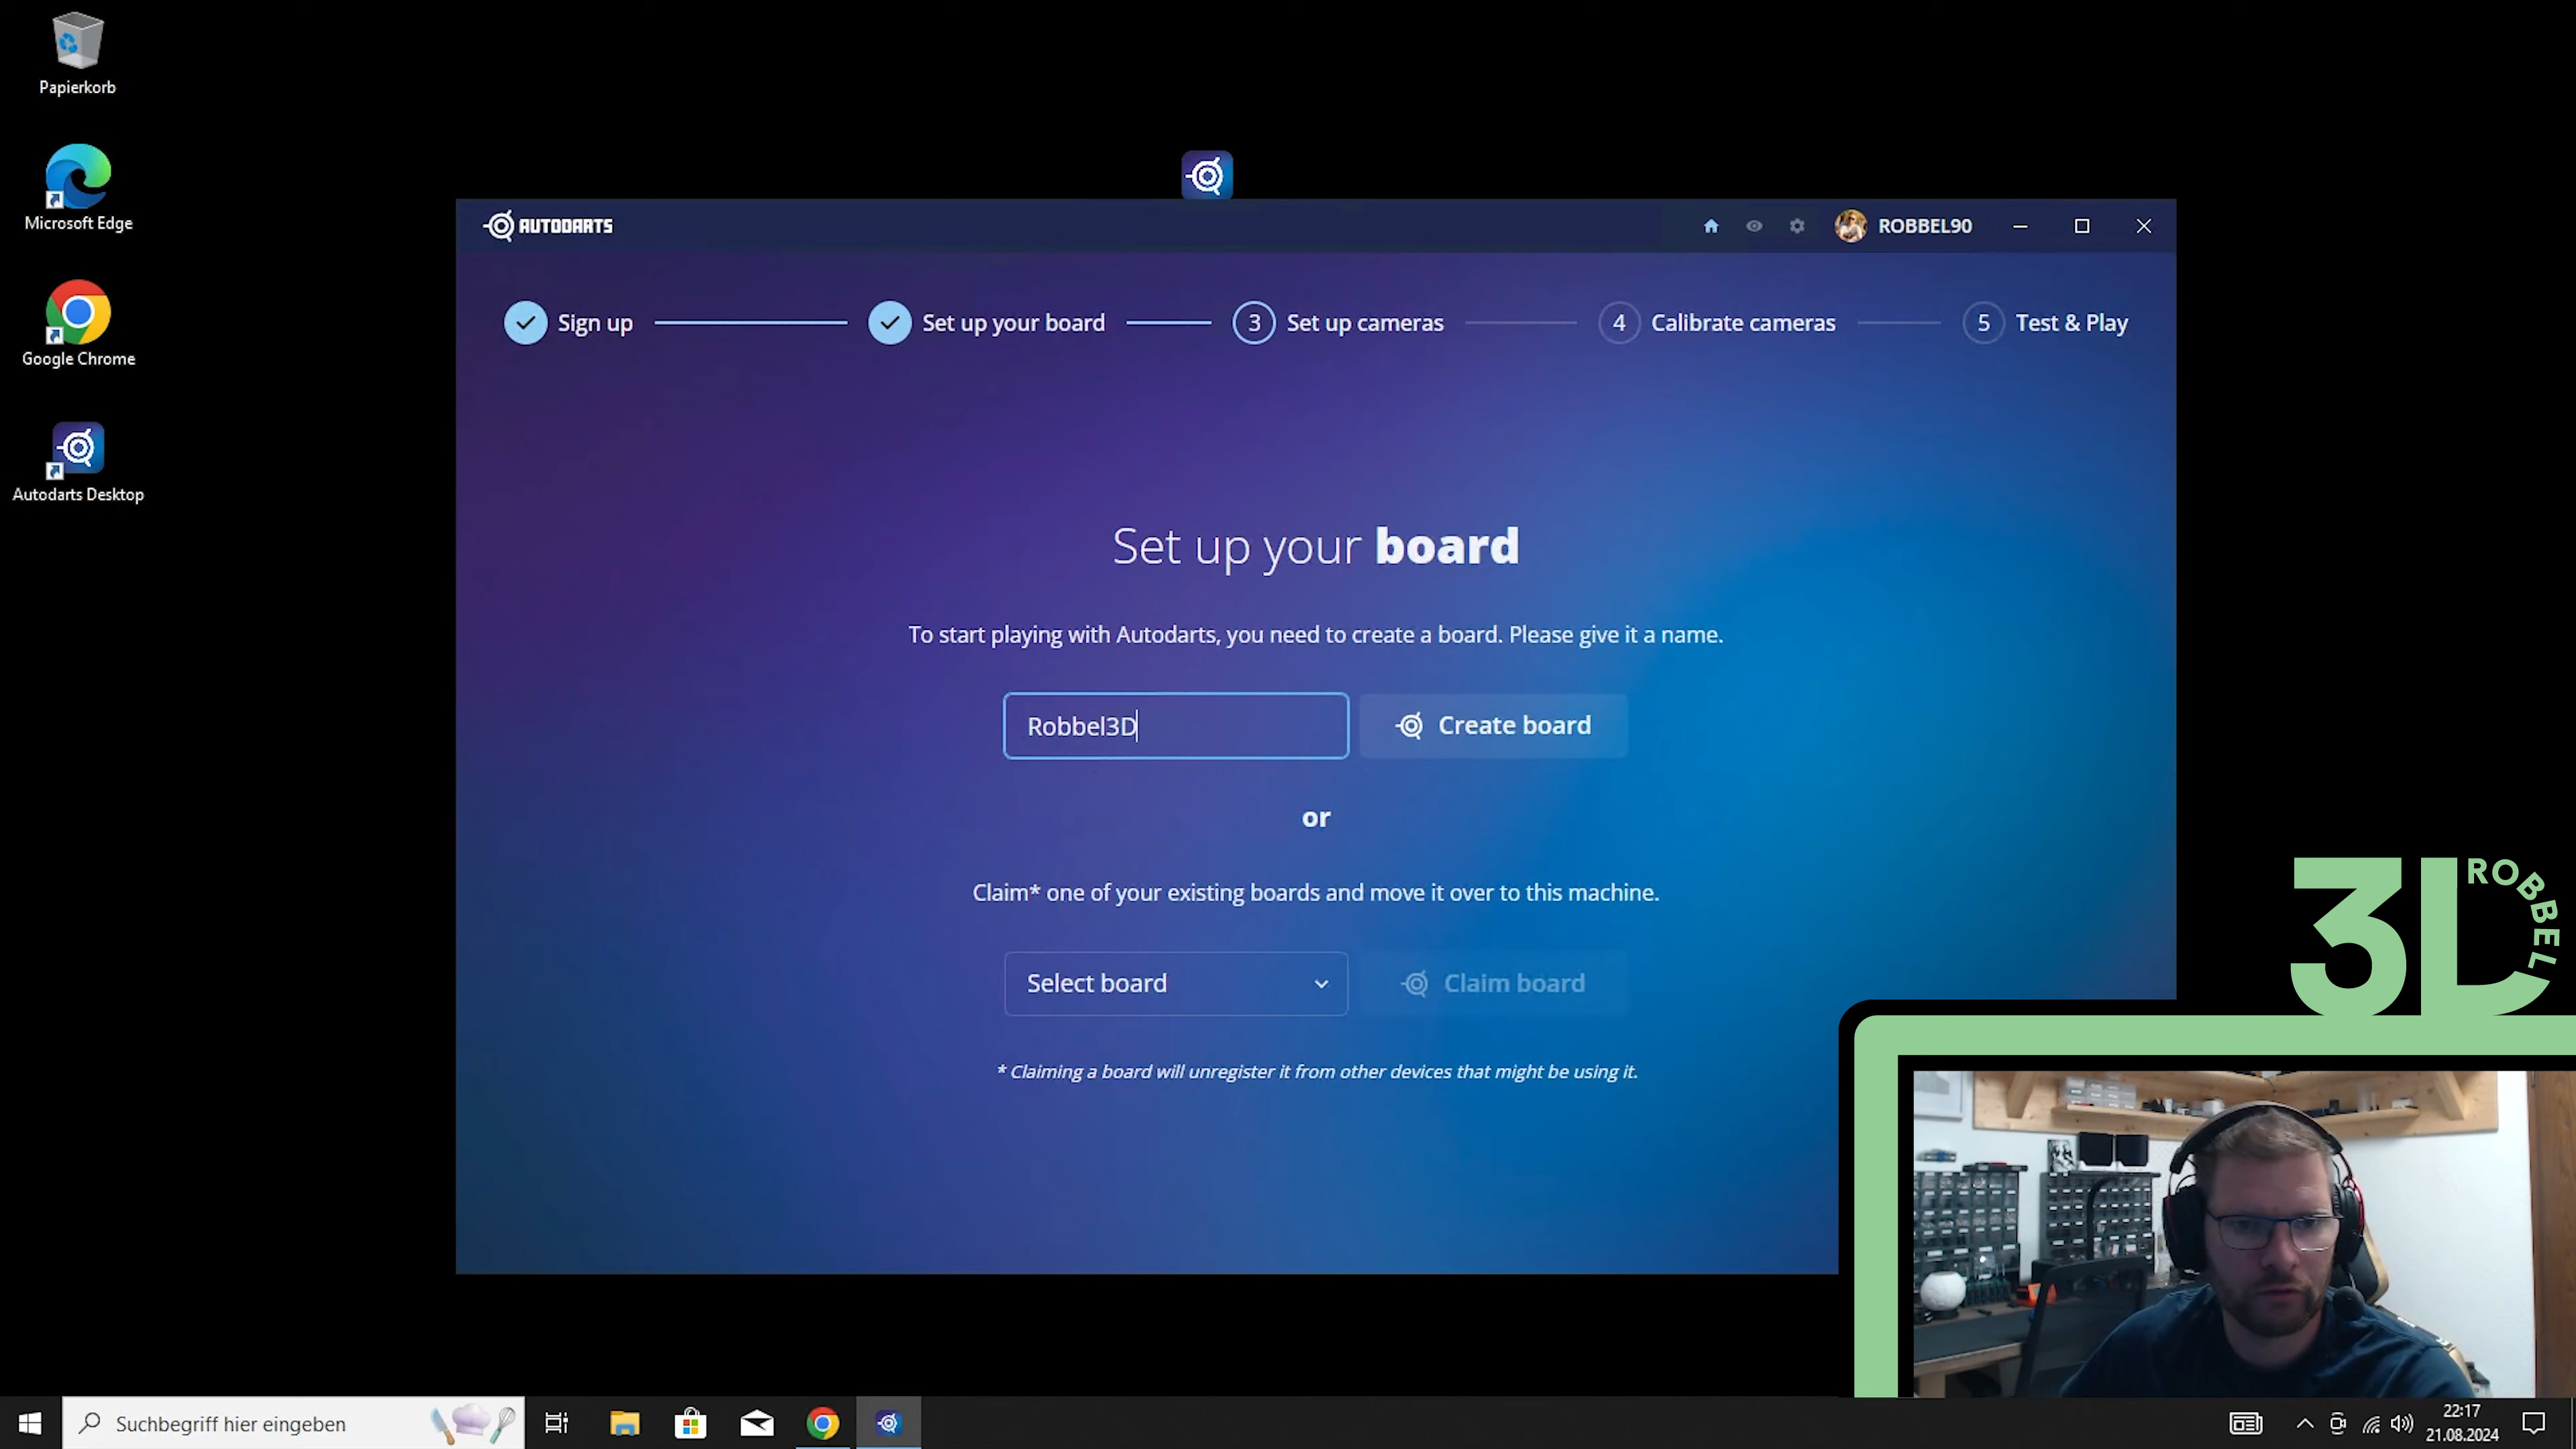 Papierkorb
Microsoft Edge
Google Chrome
Autodarts Desktop
AUTODARTS
ROBBEL90
Sign up
Set up your board
3 Set up cameras
4 Calibrate cameras
5 Test & Play
Set up your board
To start playing with Autodarts, you need to create a board. Please give it a name.
Robbel3D
Create board
or
Claim* one of your existing boards and move it over to this machine.
Select board
Claim board
* Claiming a board will unregister it from other devices that might be using it.
3D ROBBEL
Suchbegriff hier eingeben
22:17
21.08.2024